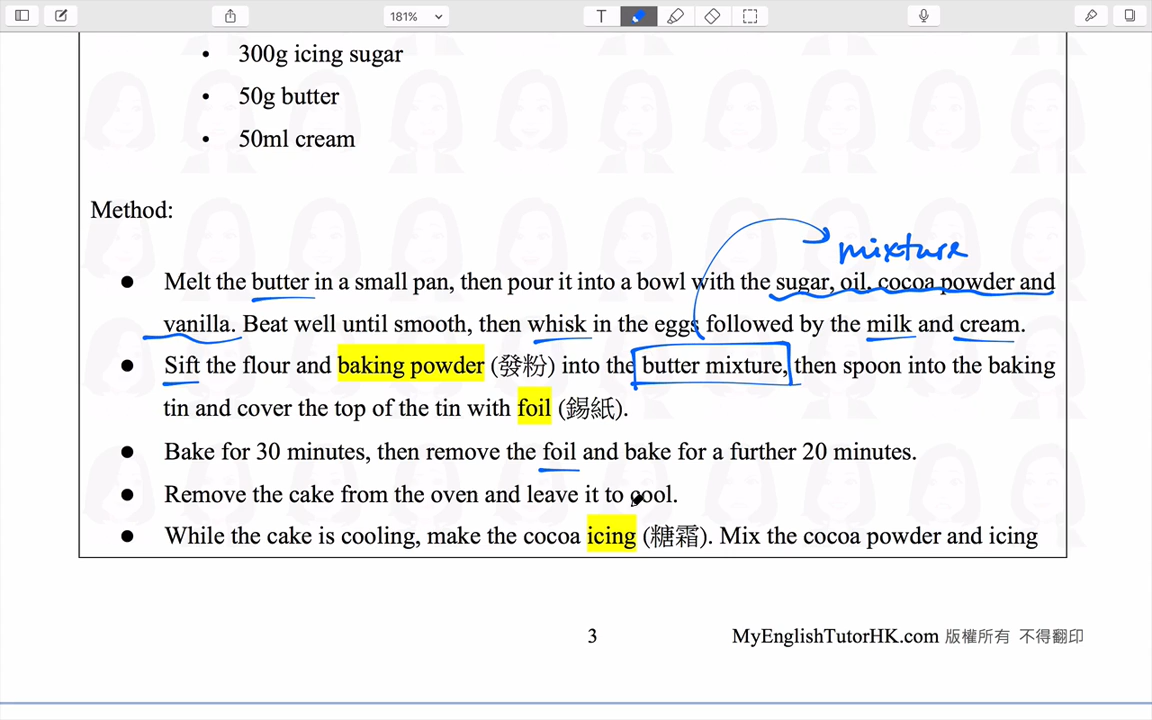 181%
T
• 300g icing sugar
• 50g butter
• 50ml cream
Method:
mixture
● Melt the butter in a small pan, then pour it into a bowl with the sugar, oil, cocoa powder and
vanilla. Beat well until smooth, then whisk in the eggs followed by the milk and cream.
● Sift the flour and baking powder (發粉) into the butter mixture, then spoon into the baking
tin and cover the top of the tin with foil (錫紙).
● Bake for 30 minutes, then remove the foil and bake for a further 20 minutes.
● Remove the cake from the oven and leave it to cool.
● While the cake is cooling, make the cocoa icing (糖霜). Mix the cocoa powder and icing
3
MyEnglishTutorHK.com 版權所有 不得翻印